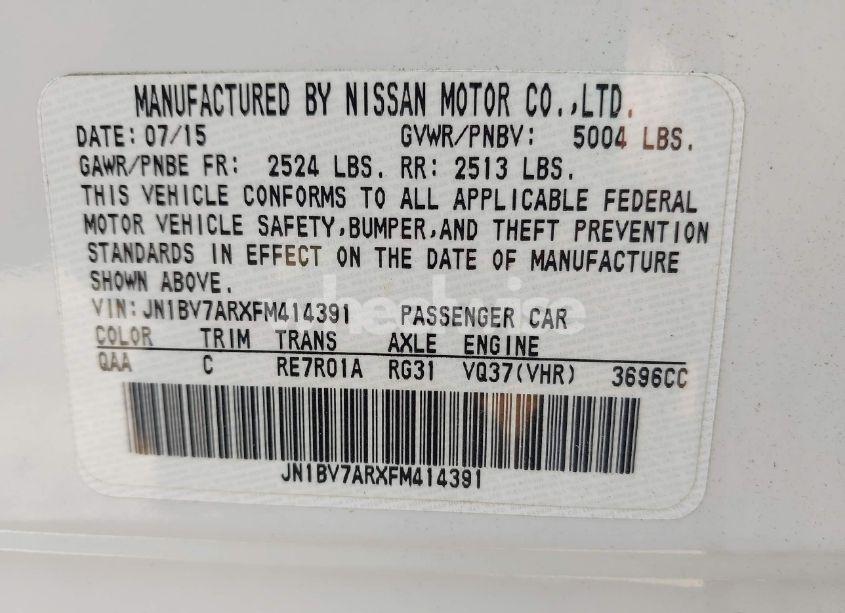 MANUFACTURED BY NISSAN MOTOR CO.,LTD.
DATE: 07/15 GVWR/PNBV: 5004 LBS.
GAWR/PNBE FR: 2524 LBS. RR: 2513 LBS.
THIS VEHICLE CONFORMS TO ALL APPLICABLE FEDERAL
MOTOR VEHICLE SAFETY,BUMPER,AND THEFT PREVENTION
STANDARDS IN EFFECT ON THE DATE OF MANUFACTURE
SHOWN ABOVE.
VIN: JN1BV7ARXFM414391 PASSENGER CAR
COLOR TRIM TRANS AXLE ENGINE
QAA C RE7R01A RG31 VQ37(VHR) 3696CC
JN1BV7ARXFM414391